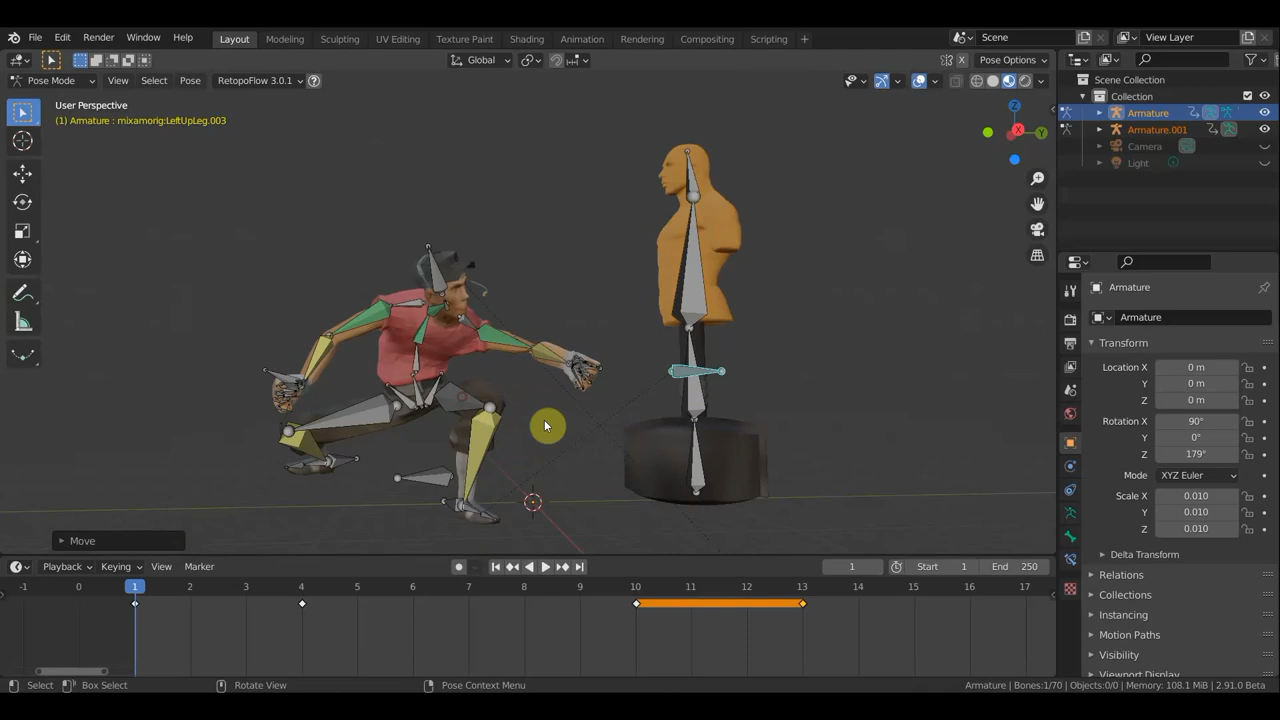 File Edit Render Window Help Layout Modeling Sculpting UV Editing Texture Paint Shading Animation Rendering Compositing Scripting + Scene View Layer
Global Pose Options
Pose Mode View Select Pose RetopoFlow 3.0.1 ?
User Perspective
(1) Armature : mixamorig:LeftUpLeg.003
Z
X
Y
Scene Collection
Collection
Armature
Armature.001
Camera
Light
Armature
Armature
Transform
Location X 0 m
Y 0 m
Z 0 m
Rotation X 90°
Y 0°
Z 179°
Mode XYZ Euler
Scale X 0.010
Y 0.010
Z 0.010
Delta Transform
Relations
Collections
Instancing
Motion Paths
Visibility
Viewport Display
Move
Playback Keying View Marker 1 Start 1 End 250
-1 0 1 2 3 4 5 6 7 8 9 10 11 12 13 14 15 16 17
Select Box Select Rotate View Pose Context Menu Armature | Bones:1/70 | Objects:0/0 | Memory: 108.1 MiB | 2.91.0 Beta